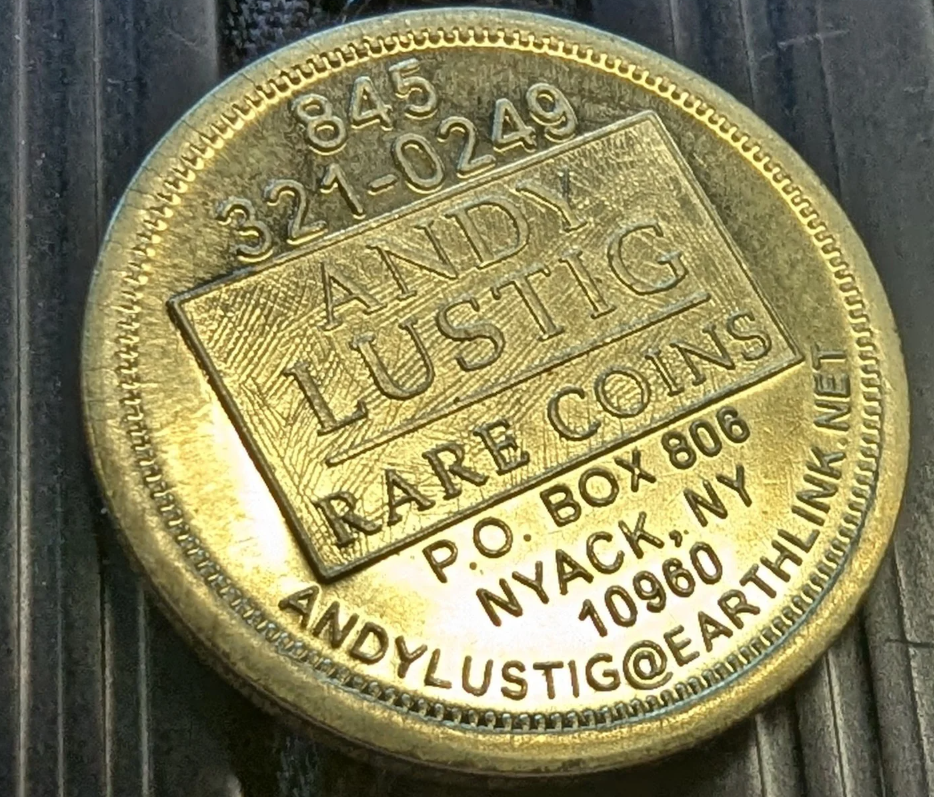 845
321-0249
ANDY
LUSTIG
RARE COINS
P.O. BOX 806
NYACK, NY
10960
ANDYLUSTIG@EARTHLINK.NET